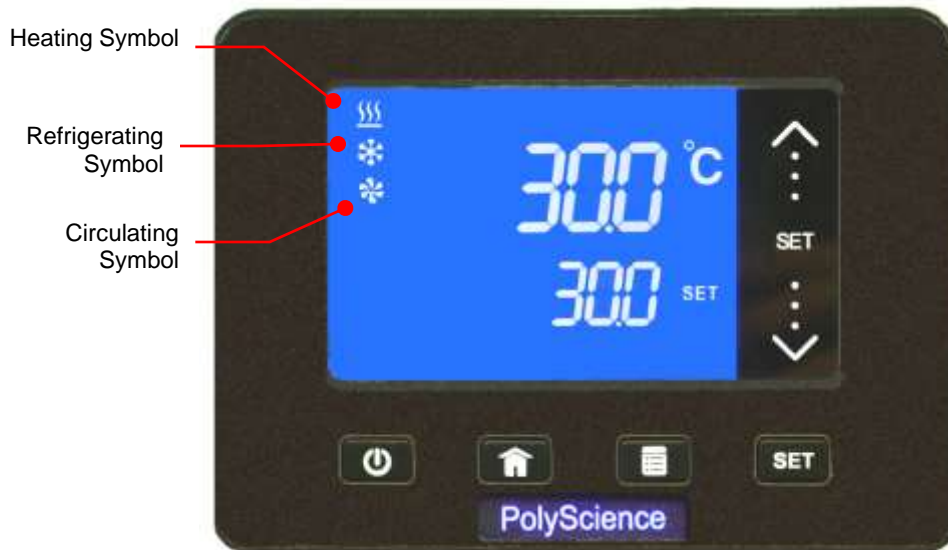 Heating Symbol
Refrigerating
Symbol
Circulating
Symbol
30.0 °C
SET
30.0 SET
SET
PolyScience